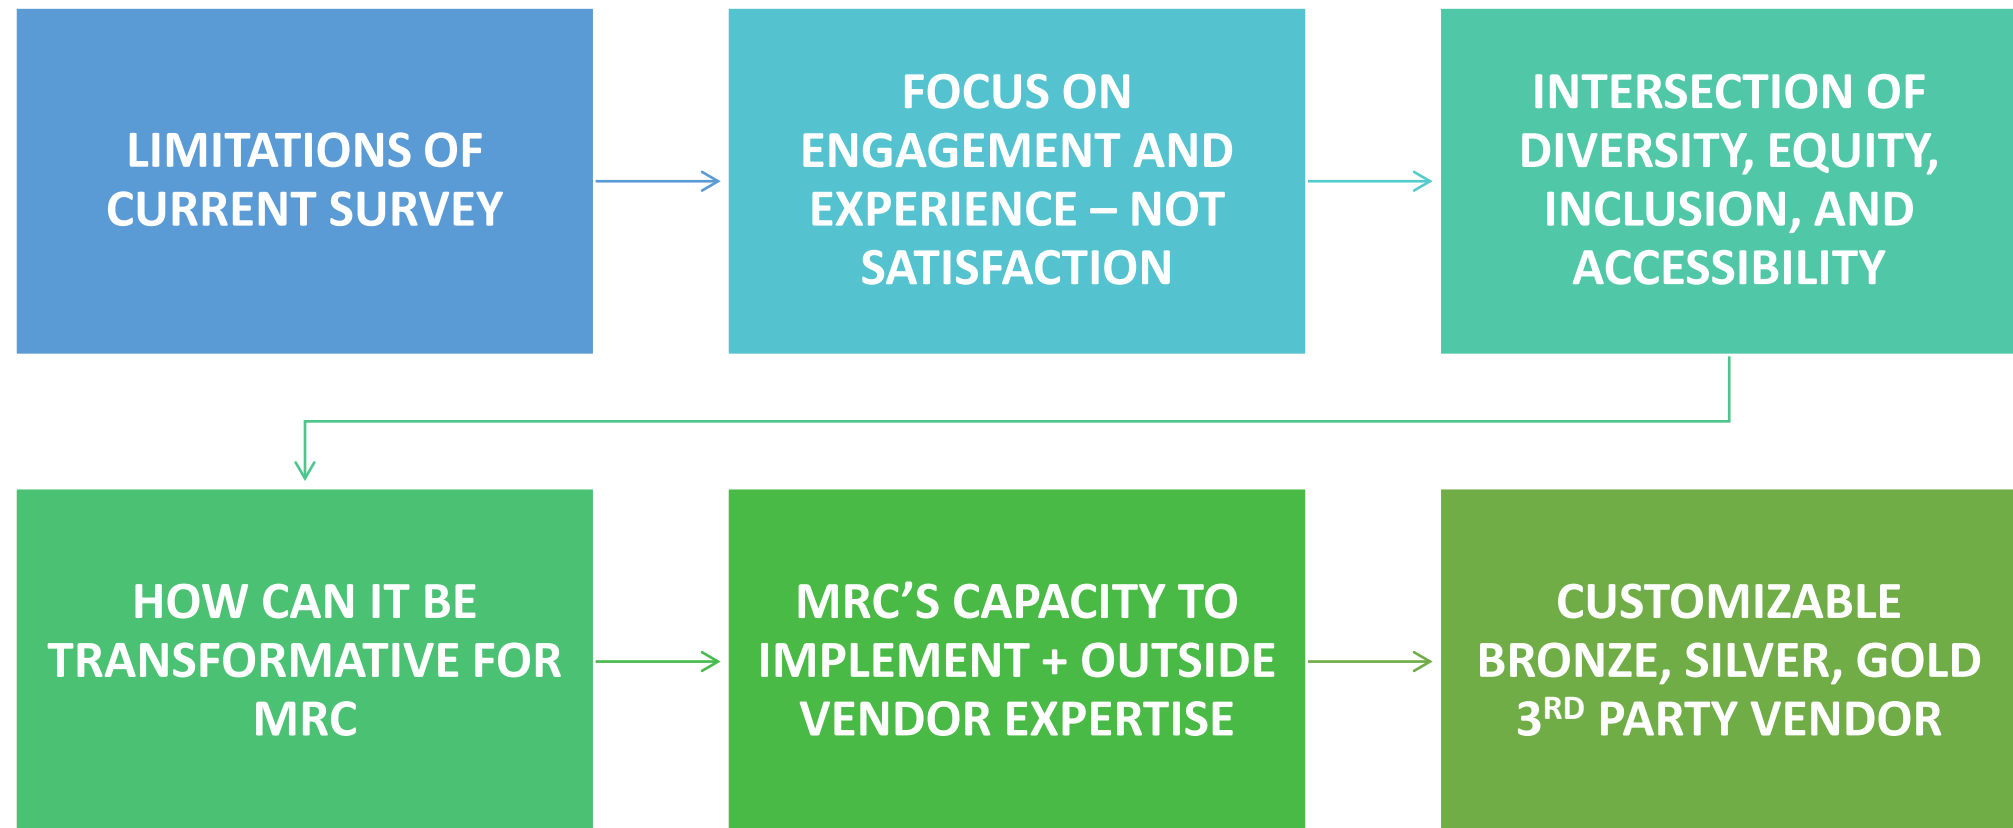 LIMITATIONS OF
CURRENT SURVEY
FOCUS ON
ENGAGEMENT AND
EXPERIENCE – NOT
SATISFACTION
INTERSECTION OF
DIVERSITY, EQUITY,
INCLUSION, AND
ACCESSIBILITY
HOW CAN IT BE
TRANSFORMATIVE FOR
MRC
MRC’S CAPACITY TO
IMPLEMENT + OUTSIDE
VENDOR EXPERTISE
CUSTOMIZABLE
BRONZE, SILVER, GOLD
3RD PARTY VENDOR